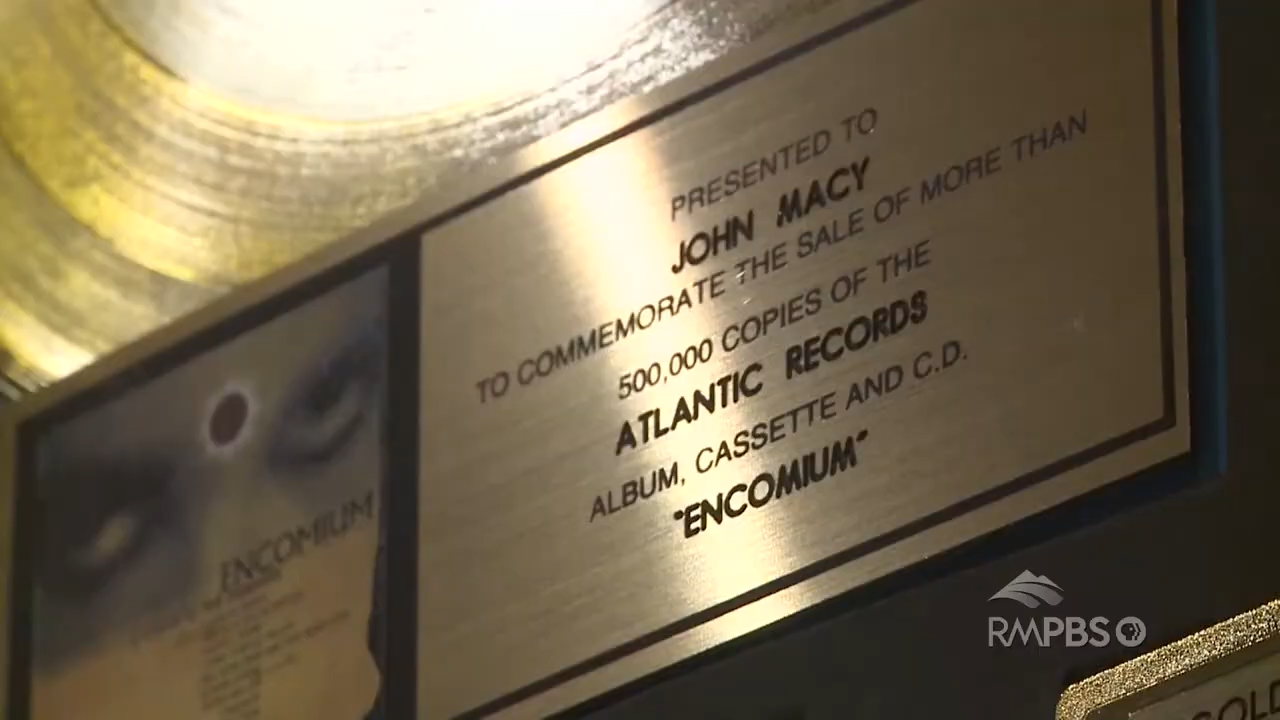 PRESENTED TO
JOHN MACY
TO COMMEMORATE THE SALE OF MORE THAN
500,000 COPIES OF THE
ATLANTIC RECORDS
ALBUM, CASSETTE AND C.D.
"ENCOMIUM"
ENCOMIUM
RMPBS